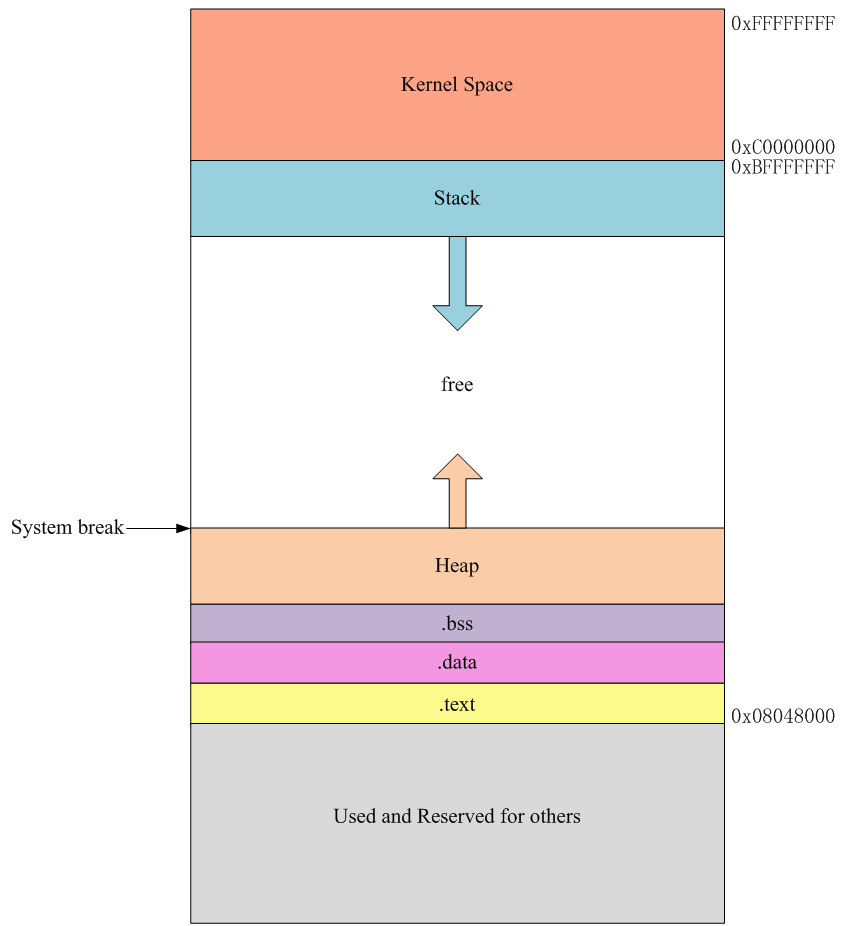 0xFFFFFFFF
Kernel Space
0xC0000000
0xBFFFFFFF
Stack
free
System break
Heap
.bss
.data
.text
0x08048000
Used and Reserved for others